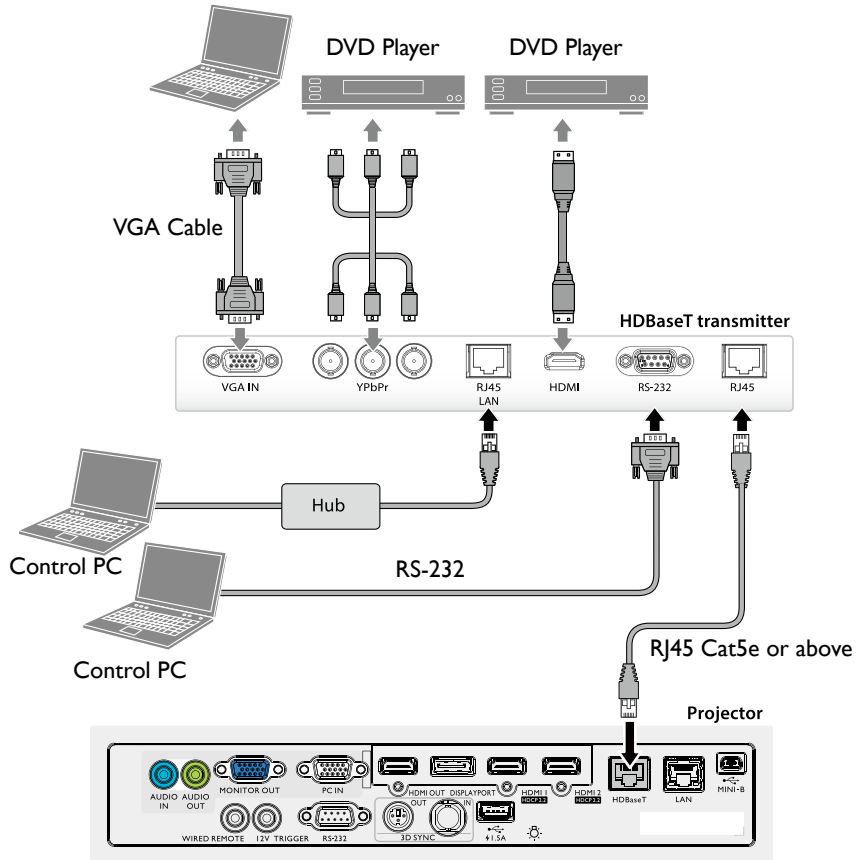 DVD Player
DVD Player
VGA Cable
HDBaseT transmitter
VGA IN
YPbPr
RJ45
LAN
HDMI
RS-232
RJ45
Hub
Control PC
RS-232
Control PC
RJ45 Cat5e or above
Projector
AUDIO IN
AUDIO OUT
MONITOR OUT
PC IN
HDMI OUT
DISPLAYPORT
HDMI 1
HDCP2.2
HDMI 2
HDCP2.2
HDBaseT
LAN
MINI-B
WIRED REMOTE
12V TRIGGER
RS-232
OUT
IN
3D SYNC
1.5A